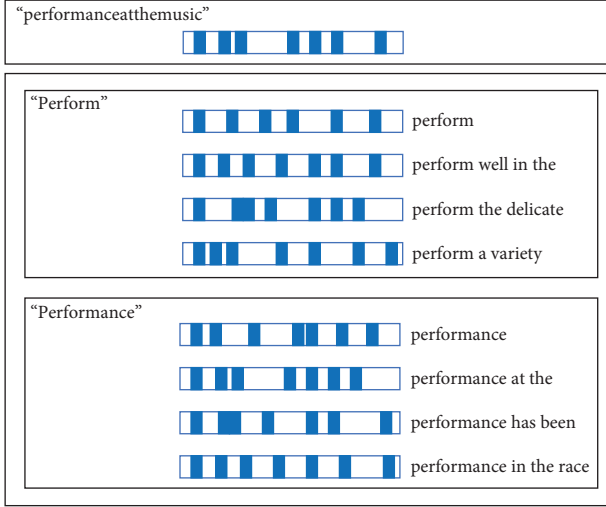 “performanceatthemusic”
“Perform”
perform
perform well in the
perform the delicate
perform a variety
“Performance”
performance
performance at the
performance has been
performance in the race